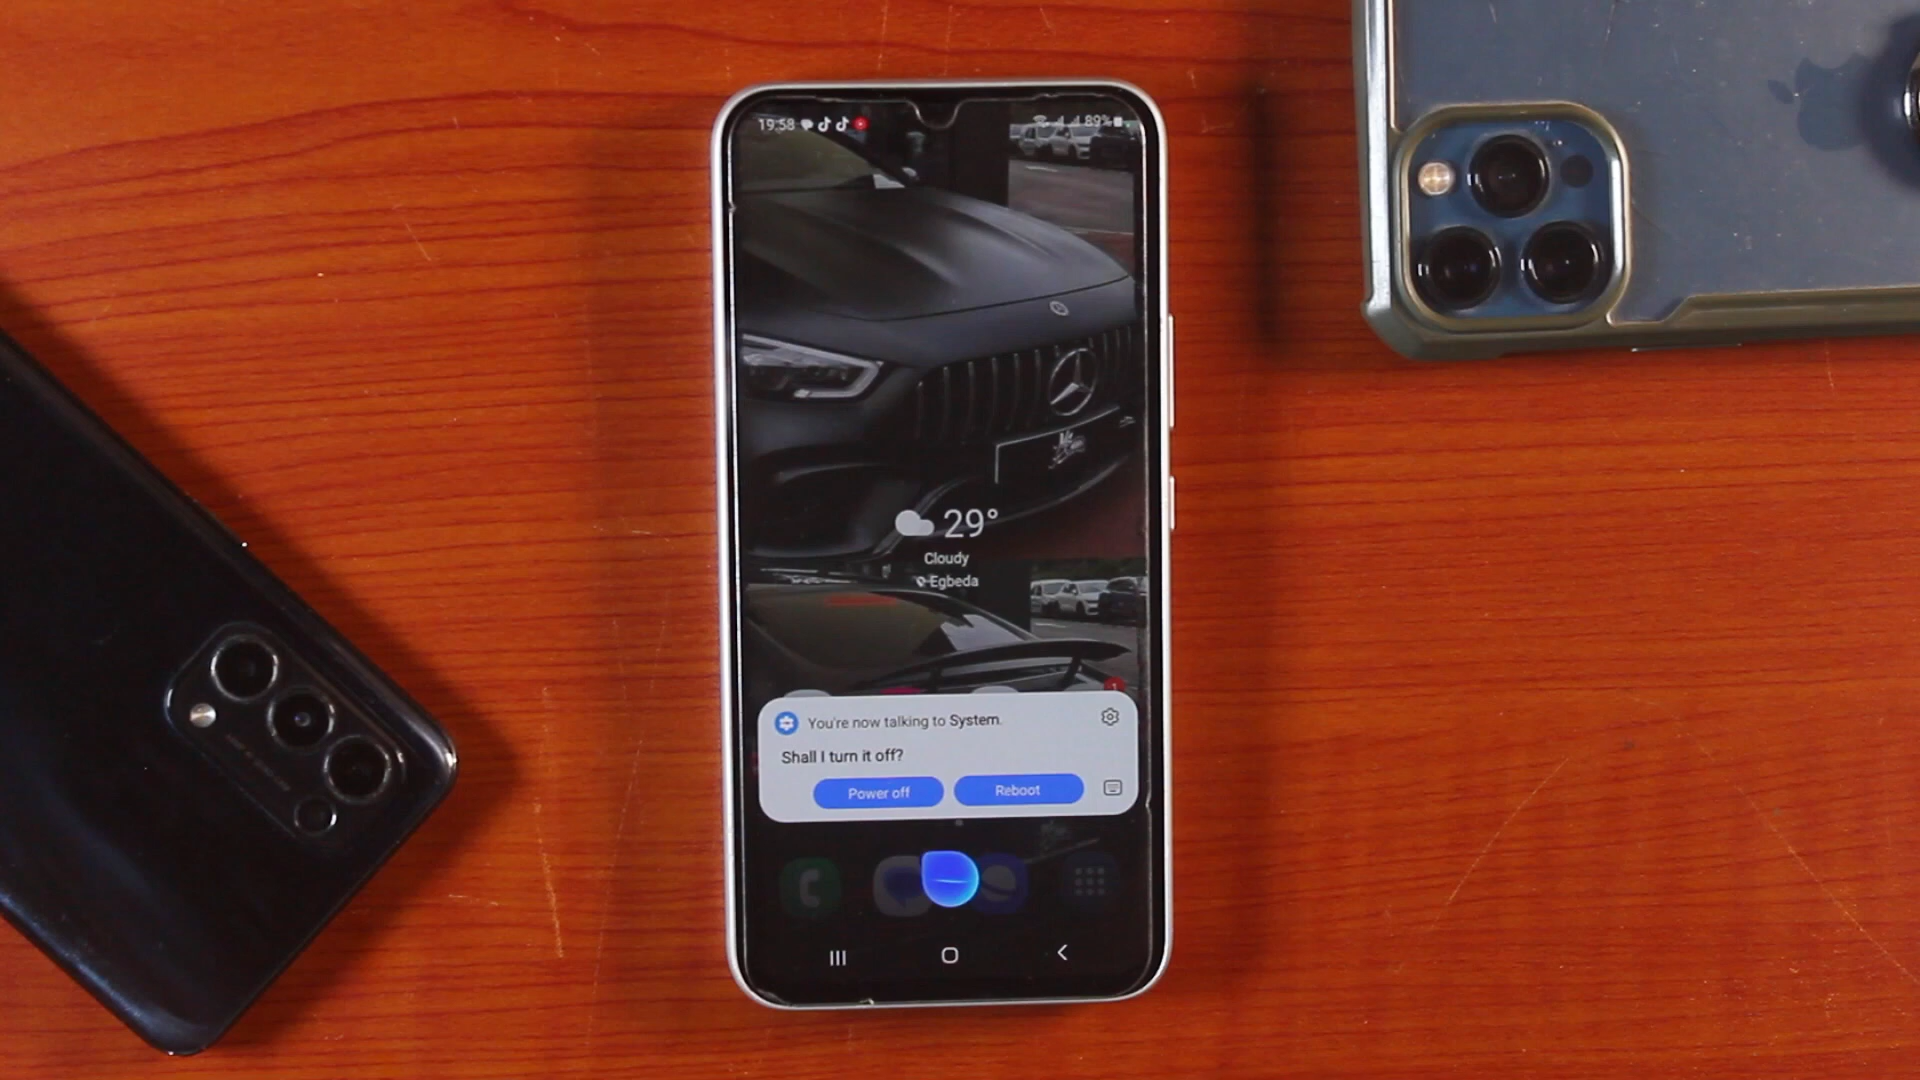 19:58 89%
29°
Cloudy
Egbeda
You're now talking to System.
Shall I turn it off?
Power off Reboot
1